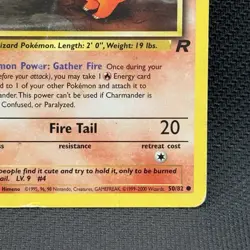 izard Pokémon. Length: 2' 0", Weight: 19 lbs.
R
mon Power: Gather Fire Once during your
before your attack), you may take 1 Energy card
d to 1 of your other Pokémon and attach it to
. This power can't be used if Charmander is
Confused, or Paralyzed.
Fire Tail 20
ss resistance retreat cost
people find it cute and try to hold it, only to be burned
tail. LV. 9 #4
Nintendo ©1995, 96, 98 Nintendo, Creatures, GAMEFREAK. ©1999-2000 Wizards. 50/82